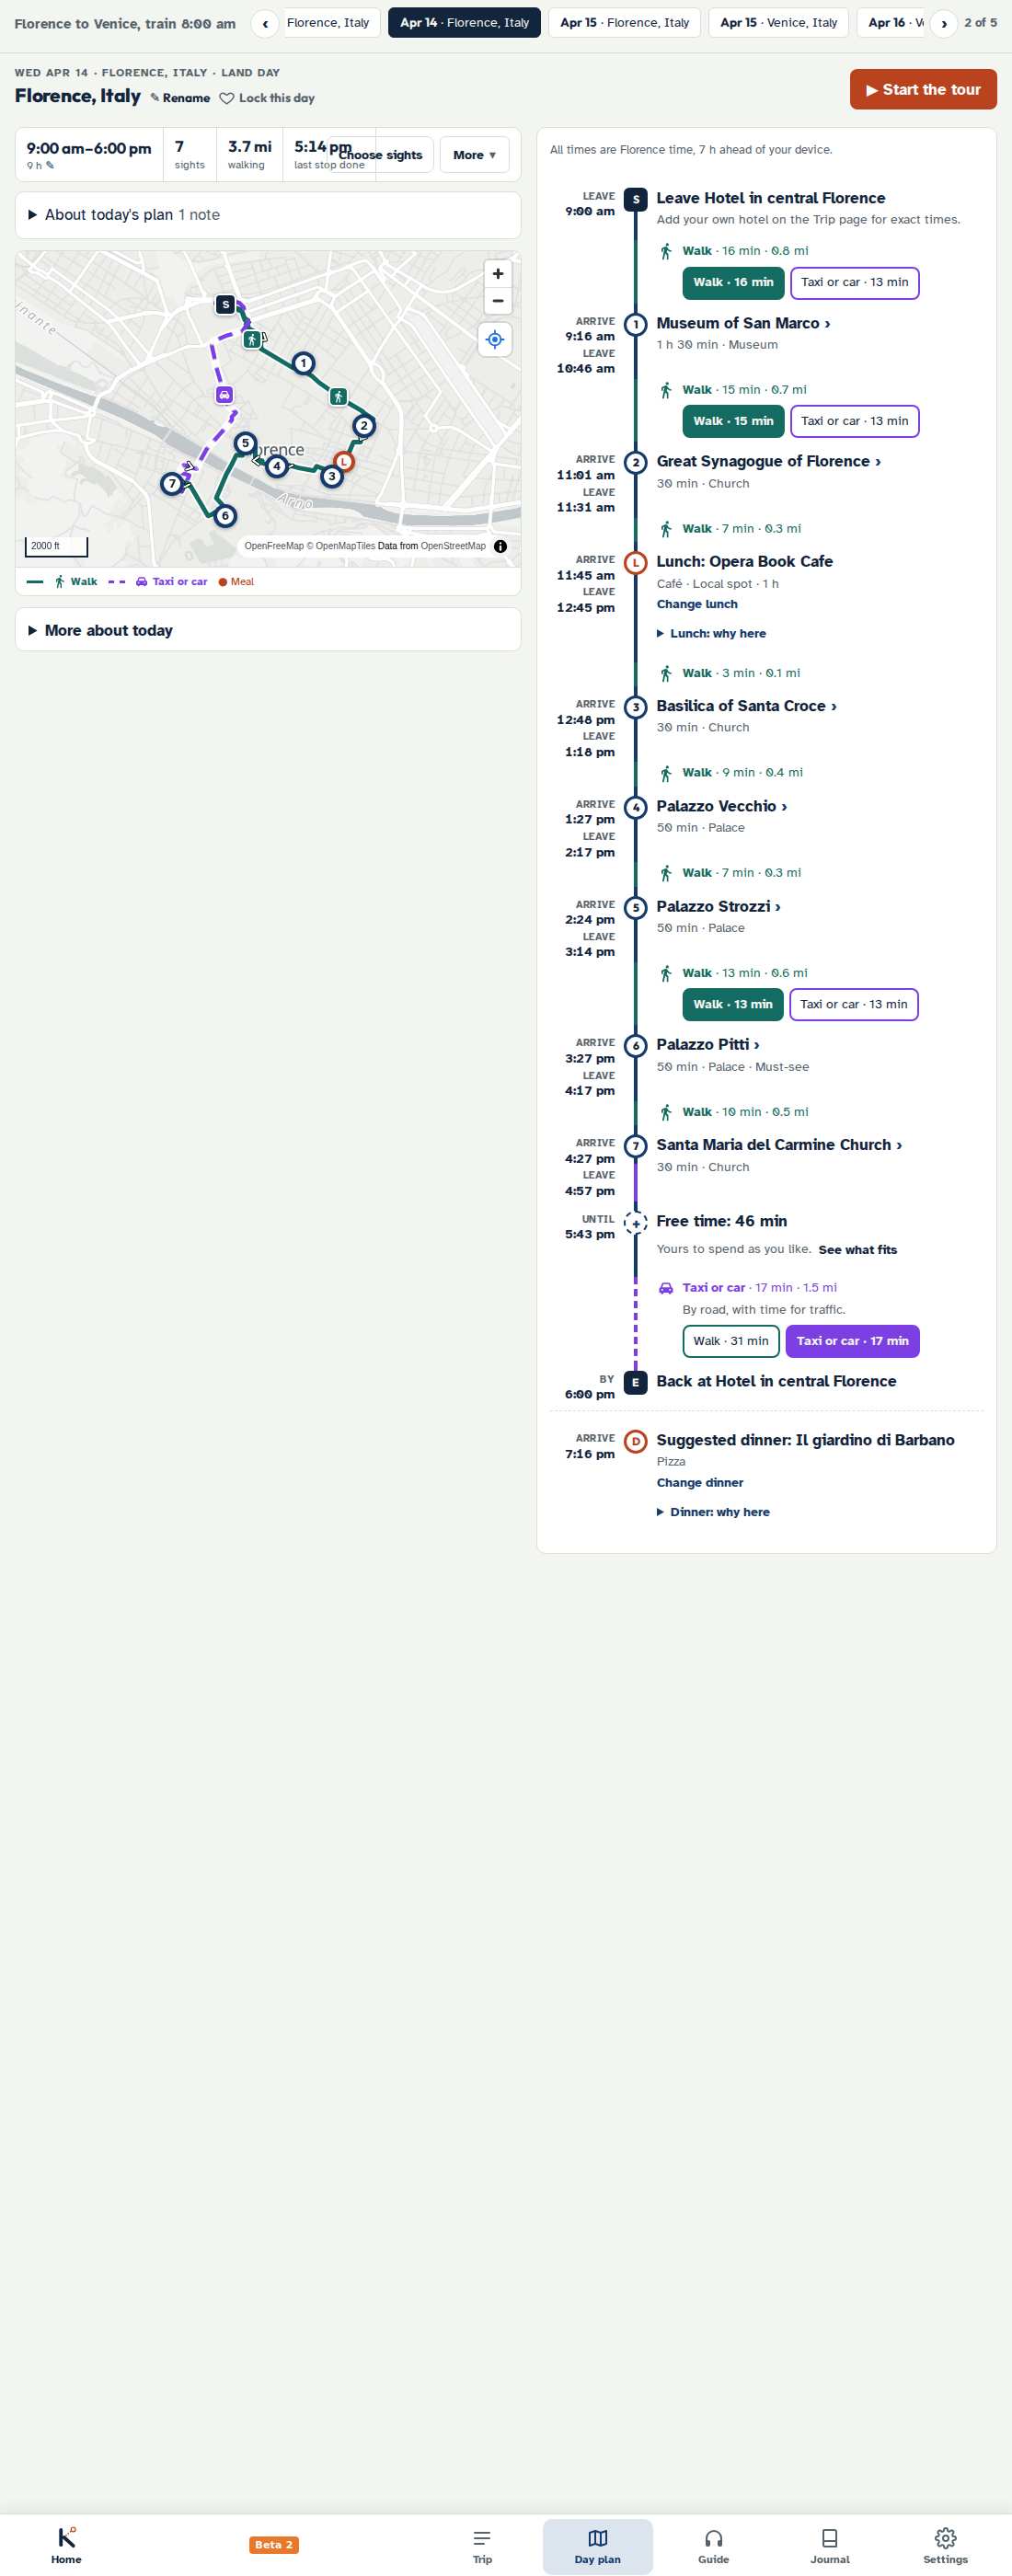 Florence to Venice, train 8:00 am
‹
Florence, Italy
Apr 14 · Florence, Italy
Apr 15 · Florence, Italy
Apr 15 · Venice, Italy
Apr 16 ·
›
2 of 5
WED APR 14 · FLORENCE, ITALY · LAND DAY
Florence, Italy ✎ Rename Lock this day
▶ Start the tour
9:00 am–6:00 pm
9 h ✎
7
sights
3.7 mi
walking
5:14 pm
last stop done
Choose sights
More ▼
▶ About today's plan 1 note
S
1
2
3
4
5
6
7
L
orence
Arno
+
−
2000 ft
OpenFreeMap © OpenMapTiles Data from OpenStreetMap
Walk Taxi or car Meal
▶ More about today
All times are Florence time, 7 h ahead of your device.
LEAVE
9:00 am
S
Leave Hotel in central Florence
Add your own hotel on the Trip page for exact times.
Walk · 16 min · 0.8 mi
Walk · 16 min
Taxi or car · 13 min
ARRIVE
9:16 am
LEAVE
10:46 am
1
Museum of San Marco ›
1 h 30 min · Museum
Walk · 15 min · 0.7 mi
Walk · 15 min
Taxi or car · 13 min
ARRIVE
11:01 am
LEAVE
11:31 am
2
Great Synagogue of Florence ›
30 min · Church
Walk · 7 min · 0.3 mi
ARRIVE
11:45 am
LEAVE
12:45 pm
L
Lunch: Opera Book Cafe
Café · Local spot · 1 h
Change lunch
▶ Lunch: why here
Walk · 3 min · 0.1 mi
ARRIVE
12:48 pm
LEAVE
1:18 pm
3
Basilica of Santa Croce ›
30 min · Church
Walk · 9 min · 0.4 mi
ARRIVE
1:27 pm
LEAVE
2:17 pm
4
Palazzo Vecchio ›
50 min · Palace
Walk · 7 min · 0.3 mi
ARRIVE
2:24 pm
LEAVE
3:14 pm
5
Palazzo Strozzi ›
50 min · Palace
Walk · 13 min · 0.6 mi
Walk · 13 min
Taxi or car · 13 min
ARRIVE
3:27 pm
LEAVE
4:17 pm
6
Palazzo Pitti ›
50 min · Palace · Must-see
Walk · 10 min · 0.5 mi
ARRIVE
4:27 pm
LEAVE
4:57 pm
7
Santa Maria del Carmine Church ›
30 min · Church
UNTIL
5:43 pm
+
Free time: 46 min
Yours to spend as you like. See what fits
Taxi or car · 17 min · 1.5 mi
By road, with time for traffic.
Walk · 31 min
Taxi or car · 17 min
BY
6:00 pm
E
Back at Hotel in central Florence
ARRIVE
7:16 pm
D
Suggested dinner: Il giardino di Barbano
Pizza
Change dinner
▶ Dinner: why here
Home
Beta 2
Trip
Day plan
Guide
Journal
Settings